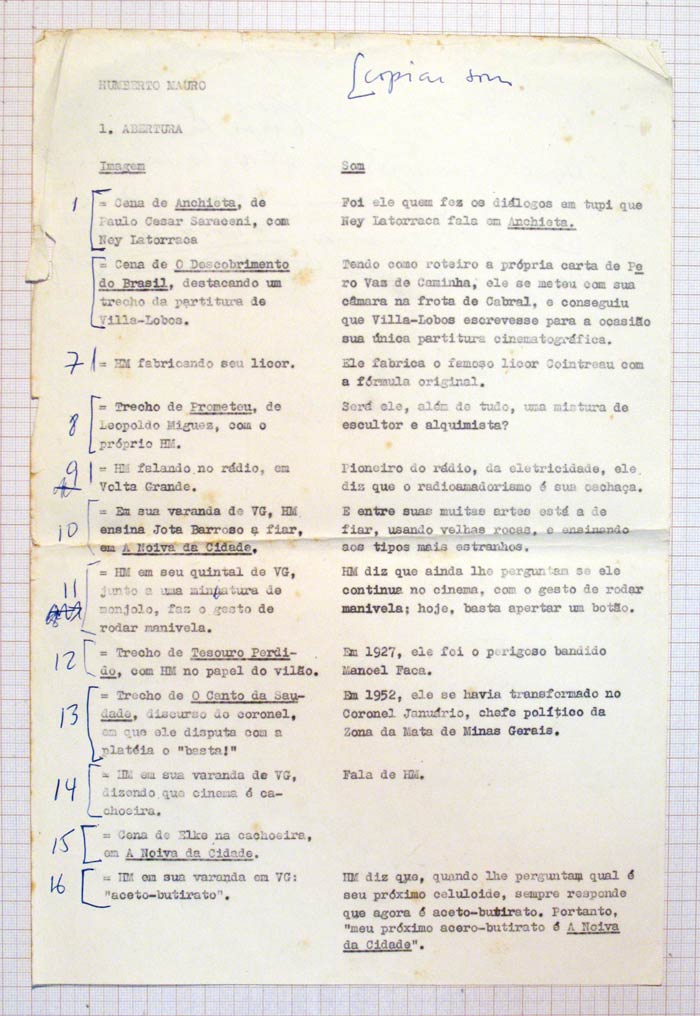 [copiar som
HUMBERTO MAURO
1. ABERTURA
Imagem
Som
1
= Cena de Anchieta, de
Paulo Cesar Saraceni, com
Ney Latorraca
Foi ele quem fez os diálogos em tupi que
Ney Latorraca fala em Anchieta.
= Cena de O Descobrimento
do Brasil, destacando um
trecho da partitura de
Villa-Lobos.
Tendo como roteiro a própria carta de Pe
ro Vaz de Caminha, ele se meteu com sua
câmara na frota de Cabral, e conseguiu
que Villa-Lobos escrevesse para a ocasião
sua única partitura cinematográfica.
7
= HM fabricando seu licor.
Ele fabrica o famoso licor Cointreau com
a fórmula original.
8
= Trecho de Prometeu, de
Leopoldo Miguez, com o
próprio HM.
Será ele, além de tudo, uma mistura de
escultor e alquimista?
9
= HM falando no rádio, em
Volta Grande.
Pioneiro do rádio, da eletricidade, ele
diz que o radioamadorismo é sua cachaça.
10
= Em sua varanda de VG, HM
ensina Jota Barroso a fiar,
em A Noiva da Cidade.
E entre suas muitas artes está a de
fiar, usando velhas rocas, e ensinando
aos tipos mais estranhos.
11
= HM em seu quintal de VG,
junto a uma miniatura de
monjolo, faz o gesto de
rodar manivela.
HM diz que ainda lhe perguntam se ele
continua no cinema, com o gesto de rodar
manivela; hoje, basta apertar um botão.
12
= Trecho de Tesouro Perdi-
do, com HM no papel do vilão.
Em 1927, ele foi o perigoso bandido
Manoel Faca.
13
= Trecho de O Canto da Sau-
dade, discurso do coronel,
em que ele disputa com a
platéia o "basta!"
Em 1952, ele se havia transformado no
Coronel Januário, chefe político da
Zona da Mata de Minas Gerais.
14
= HM em sua varanda de VG,
dizendo que cinema é ca-
choeira.
Fala de HM.
15
= Cena de Elke na cachoeira,
em A Noiva da Cidade.
16
= HM em sua varanda em VG:
"aceto-butirato".
HM diz que, quando lhe perguntam qual é
seu próximo celuloide, sempre responde
que agora é aceto-butirato. Portanto,
"meu próximo acero-butirato é A Noiva
da Cidade".